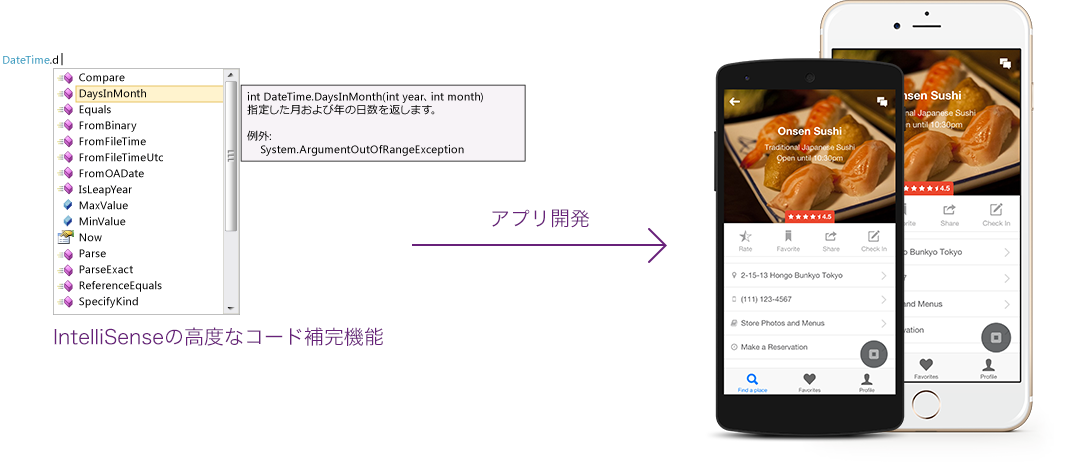 DateTime.d
Compare
DaysInMonth
Equals
FromBinary
FromFileTime
FromFileTimeUtc
FromOADate
IsLeapYear
MaxValue
MinValue
Now
Parse
ParseExact
ReferenceEquals
SpecifyKind
int DateTime.DaysInMonth(int year、int month)
指定した月および年の日数を返します。
例外:
System.ArgumentOutOfRangeException
IntelliSenseの高度なコード補完機能
アプリ開発
Onsen Sushi
Traditional Japanese Sushi
Open until 10:30pm
4.5
Rate
Favorite
Share
Check In
2-15-13 Hongo Bunkyo Tokyo
(111) 123-4567
Store Photos and Menus
Make a Reservation
Find a place
Favorites
Profile
nsen Sushi
nal Japanese Sushi
until 10:30pm
4.5
vorite
Share
Check In
Bunkyo Tokyo
7
and Menus
ervation
Favorites
Profile